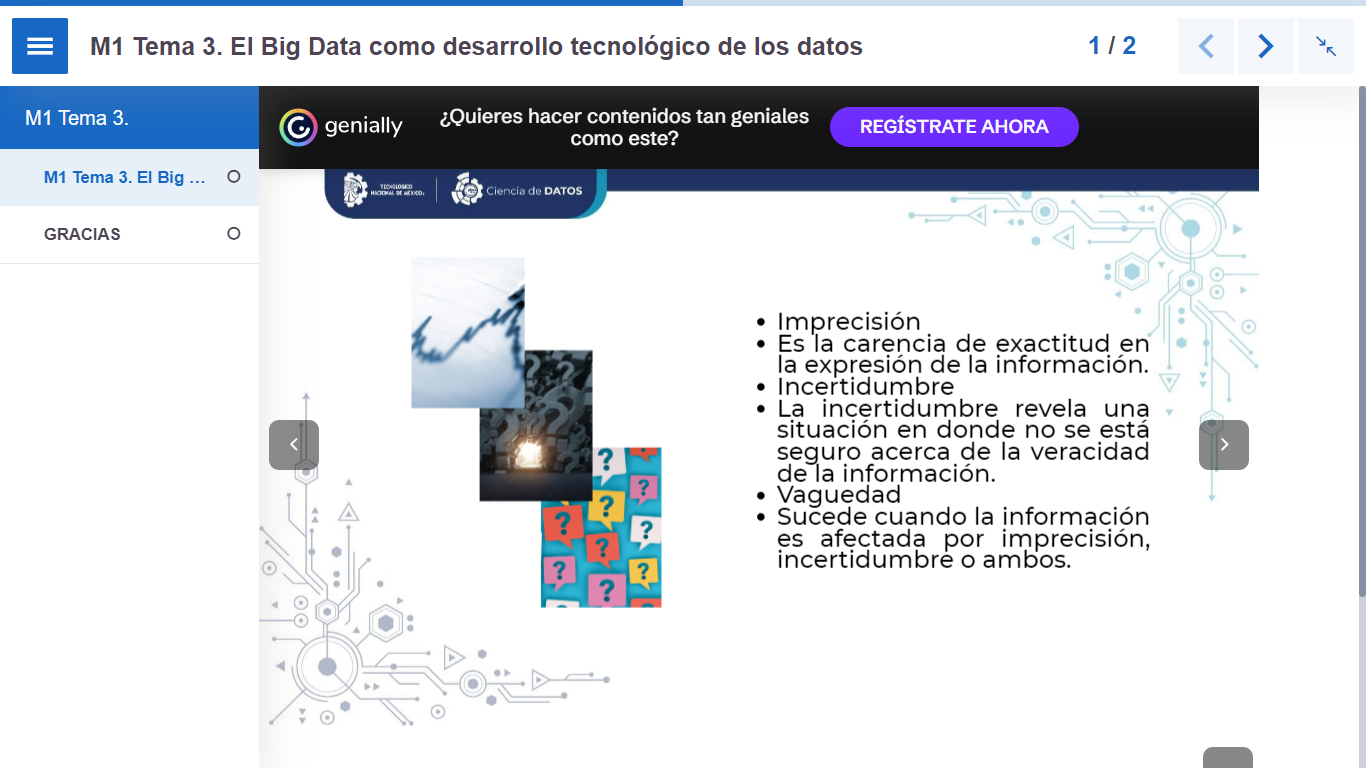 M1 Tema 3. El Big Data como desarrollo tecnológico de los datos
1 / 2
M1 Tema 3.
M1 Tema 3. El Big ...
GRACIAS
genially
¿Quieres hacer contenidos tan geniales
como este?
REGÍSTRATE AHORA
TECNOLÓGICO
NACIONAL DE MÉXICO
Ciencia de DATOS
• Imprecisión
• Es la carencia de exactitud en
la expresión de la información.
• Incertidumbre
• La incertidumbre revela una
situación en donde no se está
seguro acerca de la veracidad
de la información.
• Vaguedad
• Sucede cuando la información
es afectada por imprecisión,
incertidumbre o ambos.